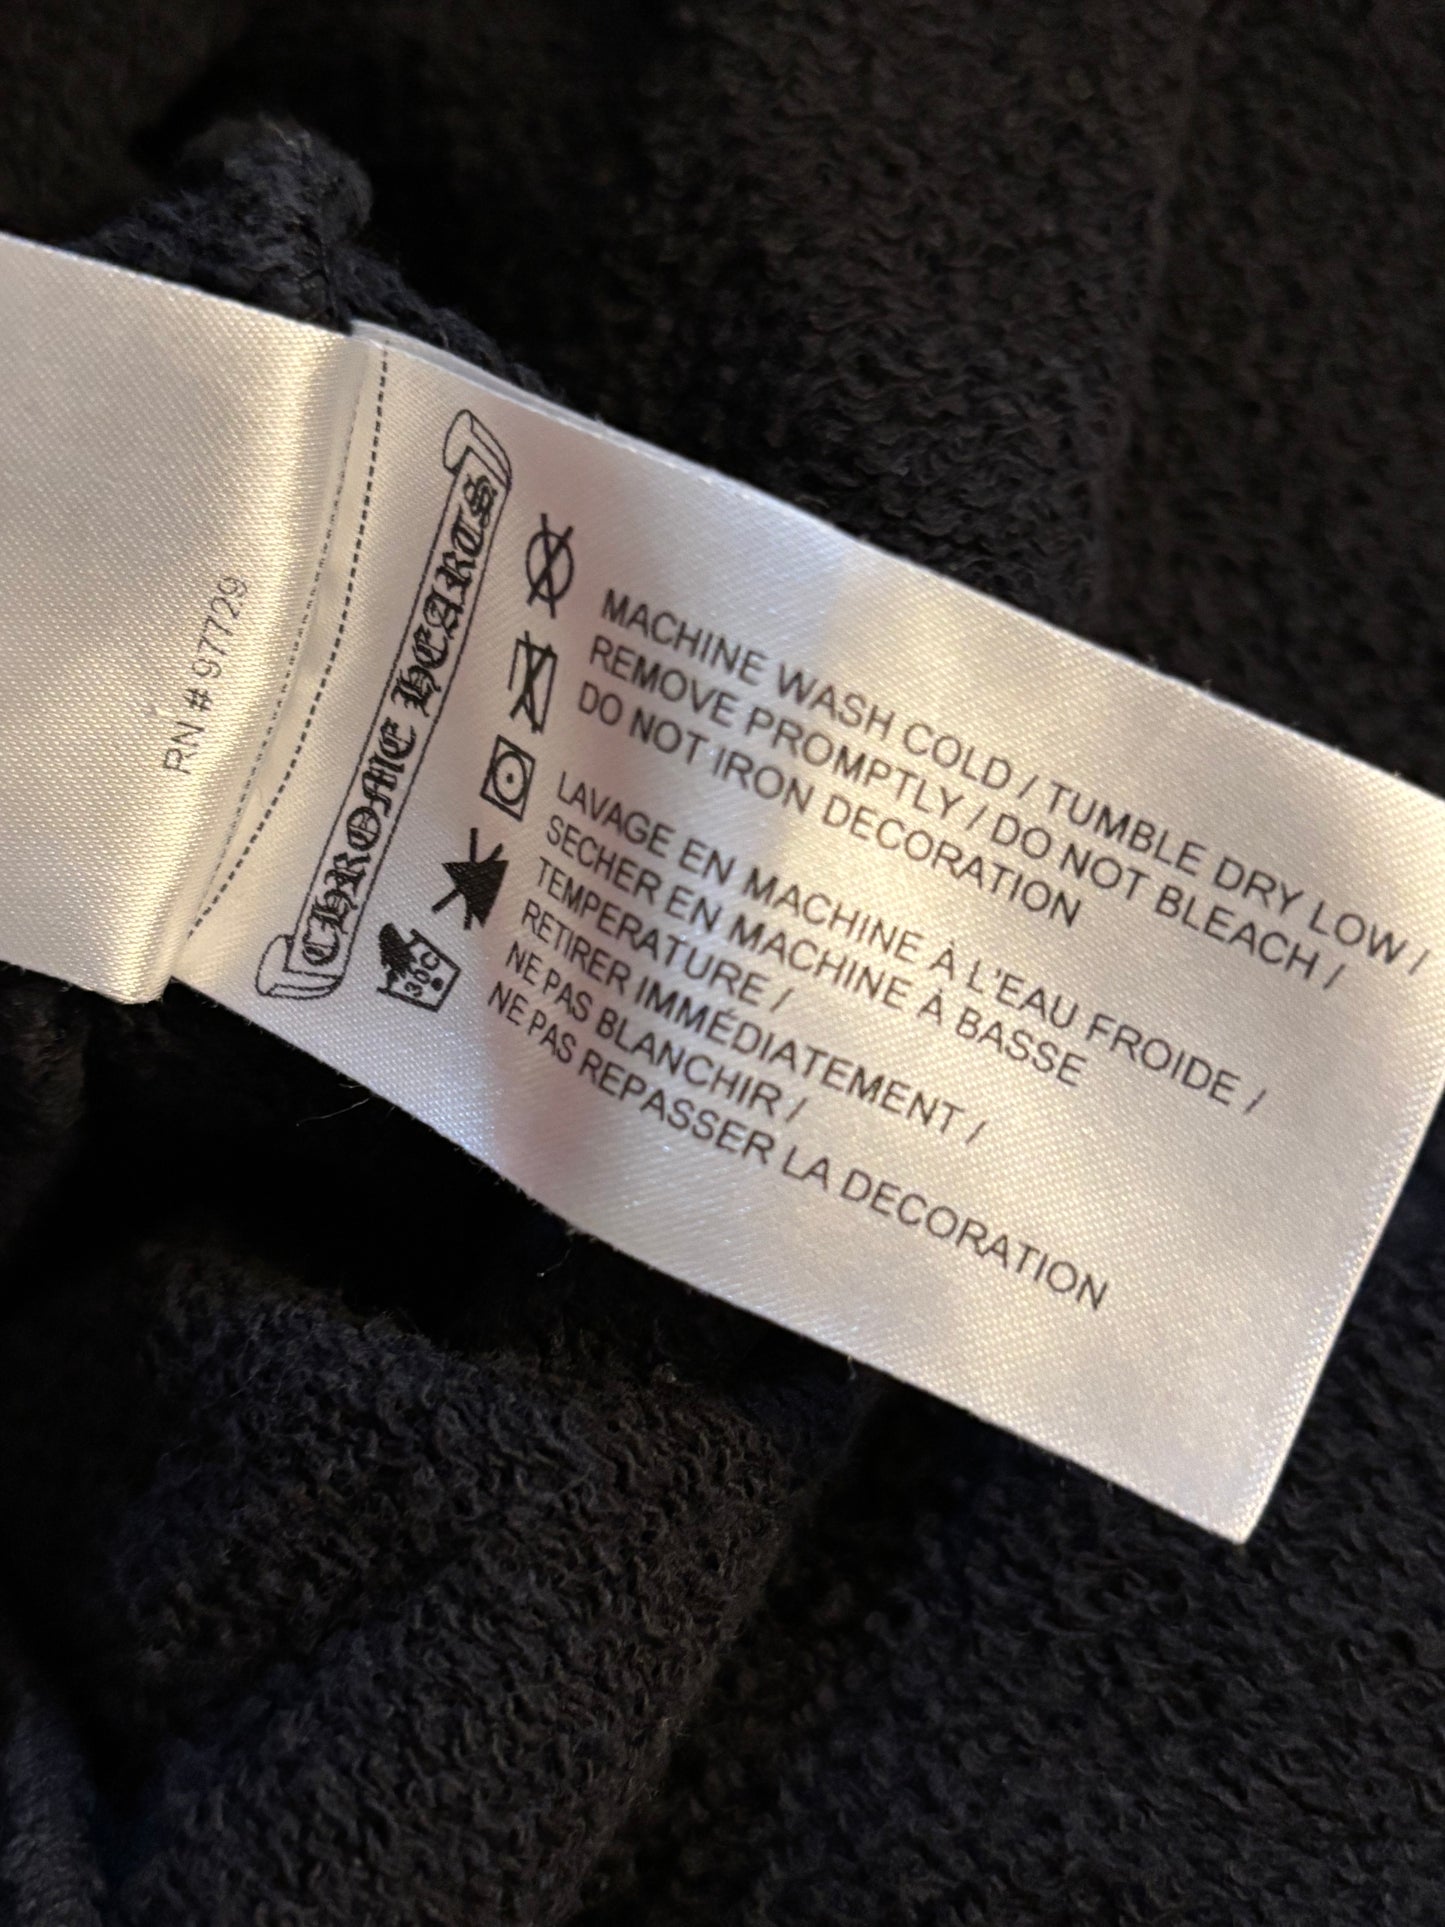 RN # 97729
CHROME HEARTS
30C
MACHINE WASH COLD / TUMBLE DRY LOW /
REMOVE PROMPTLY / DO NOT BLEACH /
DO NOT IRON DECORATION
LAVAGE EN MACHINE À L'EAU FROIDE /
SECHER EN MACHINE À BASSE
TEMPERATURE /
RETIRER IMMÉDIATEMENT /
NE PAS BLANCHIR /
NE PAS REPASSER LA DECORATION